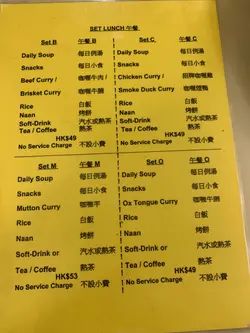 SET LUNCH 午餐
Set B 午餐 B
Daily Soup 每日例湯
Snacks 每日小食
Beef Curry / 咖喱牛肉 /
Brisket Curry 咖喱牛腩
Rice 白飯
Naan 烤餅
Soft-Drink 汽水或熱茶
Tea / Coffee 熱茶
HK$49
No Service Charge 不設小費
Set C 午餐 C
Daily Soup 每日例湯
Snacks 每日小食
Chicken Curry / 招牌咖喱雞
Smoke Duck Curry / 咖喱煙鴨
Rice 白飯
Naan 烤餅
Soft-Drink 汽水或熱茶
Tea / Coffee 熱茶
HK$49
No Service Charge 不設小費
Set M 午餐 M
Daily Soup 每日例湯
Snacks 每日小食
Mutton Curry 咖喱羊
Rice 白飯
Naan 烤餅
Soft-Drink or 汽水或熱茶
Tea / Coffee 熱茶
HK$53
No Service Charge 不設小費
Set O 午餐 O
Daily Soup 每日例湯
Snacks 每日小食
Ox Tongue Curry 咖喱牛脷
Rice 白飯
Naan 烤餅
Soft-Drink or 汽水或熱茶
Tea / Coffee 熱茶
HK$49
No Service Charge 不設小費